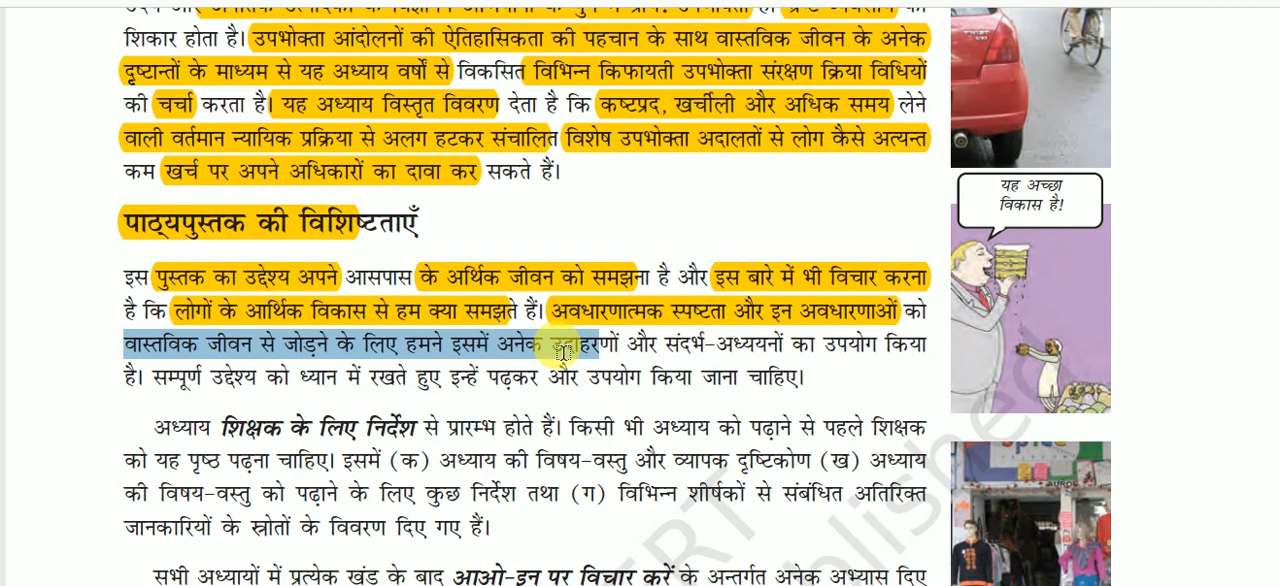 शिकार होता है। उपभोक्ता आंदोलनों की ऐतिहासिकता की पहचान के साथ वास्तविक जीवन के अनेक
दृष्टान्तों के माध्यम से यह अध्याय वर्षों से विकसित विभिन्न किफायती उपभोक्ता संरक्षण क्रिया विधियों
की चर्चा करता है। यह अध्याय विस्तृत विवरण देता है कि कष्टप्रद, खर्चीली और अधिक समय लेने
वाली वर्तमान न्यायिक प्रक्रिया से अलग हटकर संचालित विशेष उपभोक्ता अदालतों से लोग कैसे अत्यन्त
कम खर्च पर अपने अधिकारों का दावा कर सकते हैं।
पाठ्यपुस्तक की विशिष्टताएँ
इस पुस्तक का उद्देश्य अपने आसपास के आर्थिक जीवन को समझना है और इस बारे में भी विचार करना
है कि लोगों के आर्थिक विकास से हम क्या समझते हैं। अवधारणात्मक स्पष्टता और इन अवधारणाओं को
वास्तविक जीवन से जोड़ने के लिए हमने इसमें अनेक उदाहरणों और संदर्भ-अध्ययनों का उपयोग किया
है। सम्पूर्ण उद्देश्य को ध्यान में रखते हुए इन्हें पढ़कर और उपयोग किया जाना चाहिए।
अध्याय शिक्षक के लिए निर्देश से प्रारम्भ होते हैं। किसी भी अध्याय को पढ़ाने से पहले शिक्षक
को यह पृष्ठ पढ़ना चाहिए। इसमें (क) अध्याय की विषय-वस्तु और व्यापक दृष्टिकोण (ख) अध्याय
की विषय-वस्तु को पढ़ाने के लिए कुछ निर्देश तथा (ग) विभिन्न शीर्षकों से संबंधित अतिरिक्त
जानकारियों के स्रोतों के विवरण दिए गए हैं।
सभी अध्यायों में प्रत्येक खंड के बाद आओ-इन पर विचार करें के अन्तर्गत अनेक अभ्यास दिए
यह अच्छा
विकास है!
AUROR